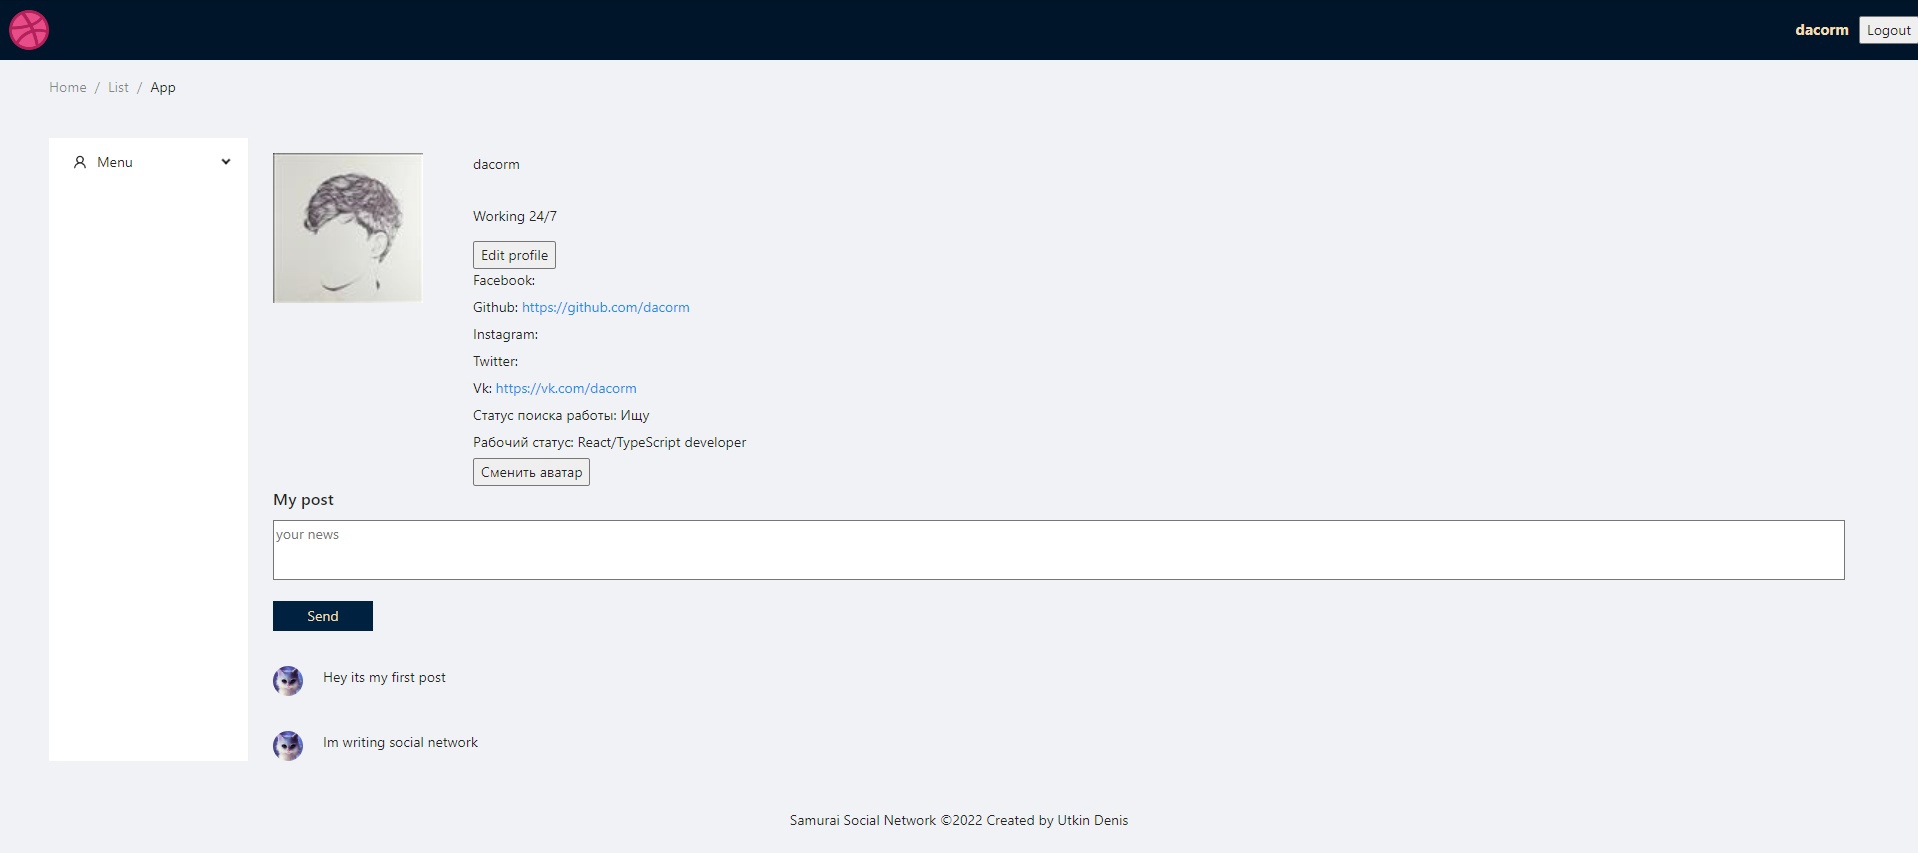 dacorm Logout
Home / List / App
Menu
dacorm
Working 24/7
Edit profile
Facebook:
Github: https://github.com/dacorm
Instagram:
Twitter:
Vk: https://vk.com/dacorm
Статус поиска работы: Ищу
Рабочий статус: React/TypeScript developer
Сменить аватар
My post
your news
Send
Hey its my first post
Im writing social network
Samurai Social Network ©2022 Created by Utkin Denis